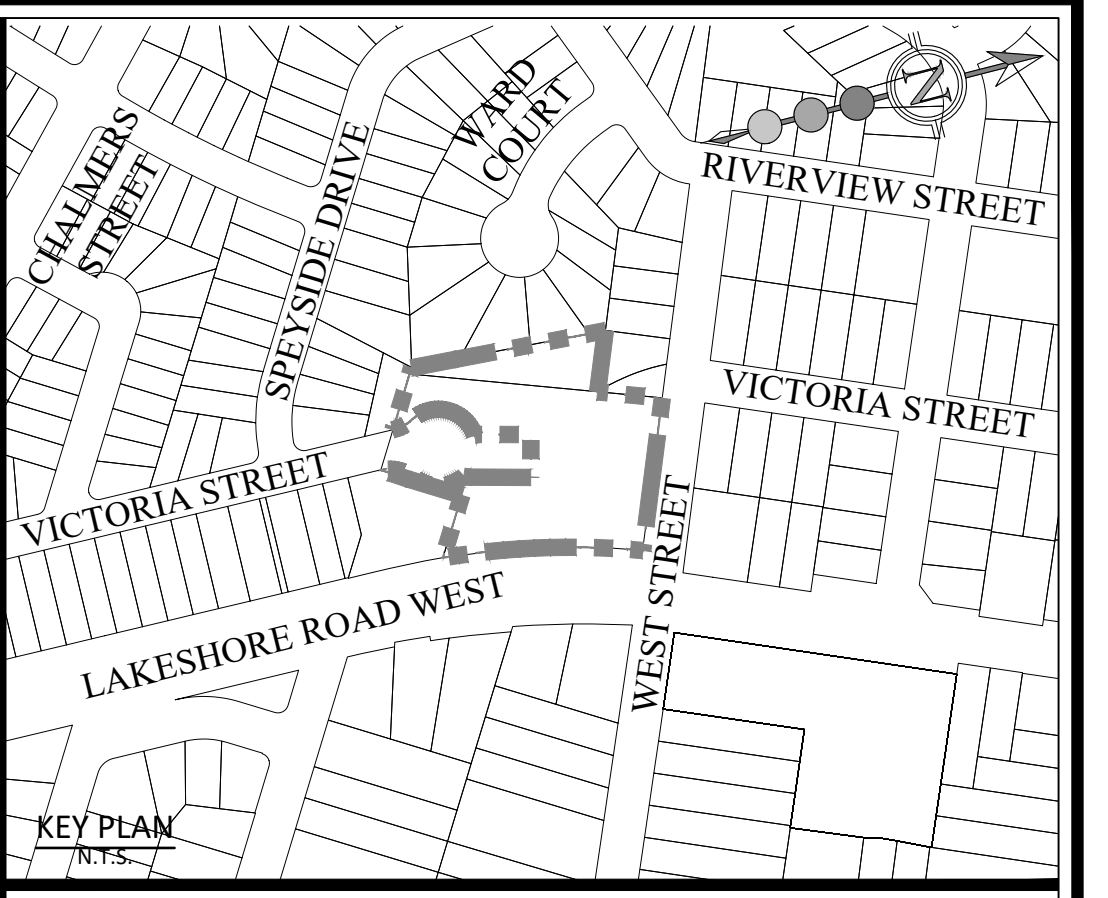 WARD
COURT
N
CHALMERS
STREET
SPEYSIDE DRIVE
RIVERVIEW STREET
VICTORIA STREET
VICTORIA STREET
WEST STREET
LAKESHORE ROAD WEST
KEY PLAN
N.T.S.